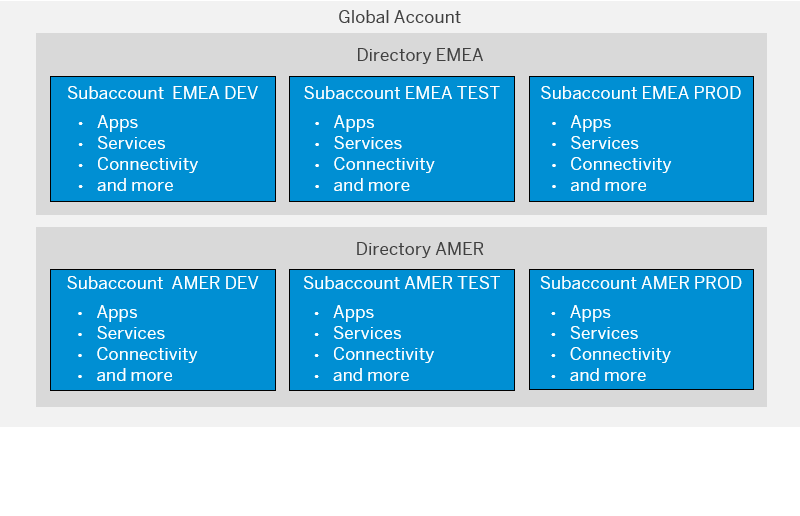 Global Account
Directory EMEA
Subaccount  EMEA DEV
• Apps
• Services
• Connectivity
• and more
Subaccount EMEA TEST
• Apps
• Services
• Connectivity
• and more
Subaccount EMEA PROD
• Apps
• Services
• Connectivity
• and more
Directory AMER
Subaccount  AMER DEV
• Apps
• Services
• Connectivity
• and more
Subaccount AMER TEST
• Apps
• Services
• Connectivity
• and more
Subaccount AMER PROD
• Apps
• Services
• Connectivity
• and more